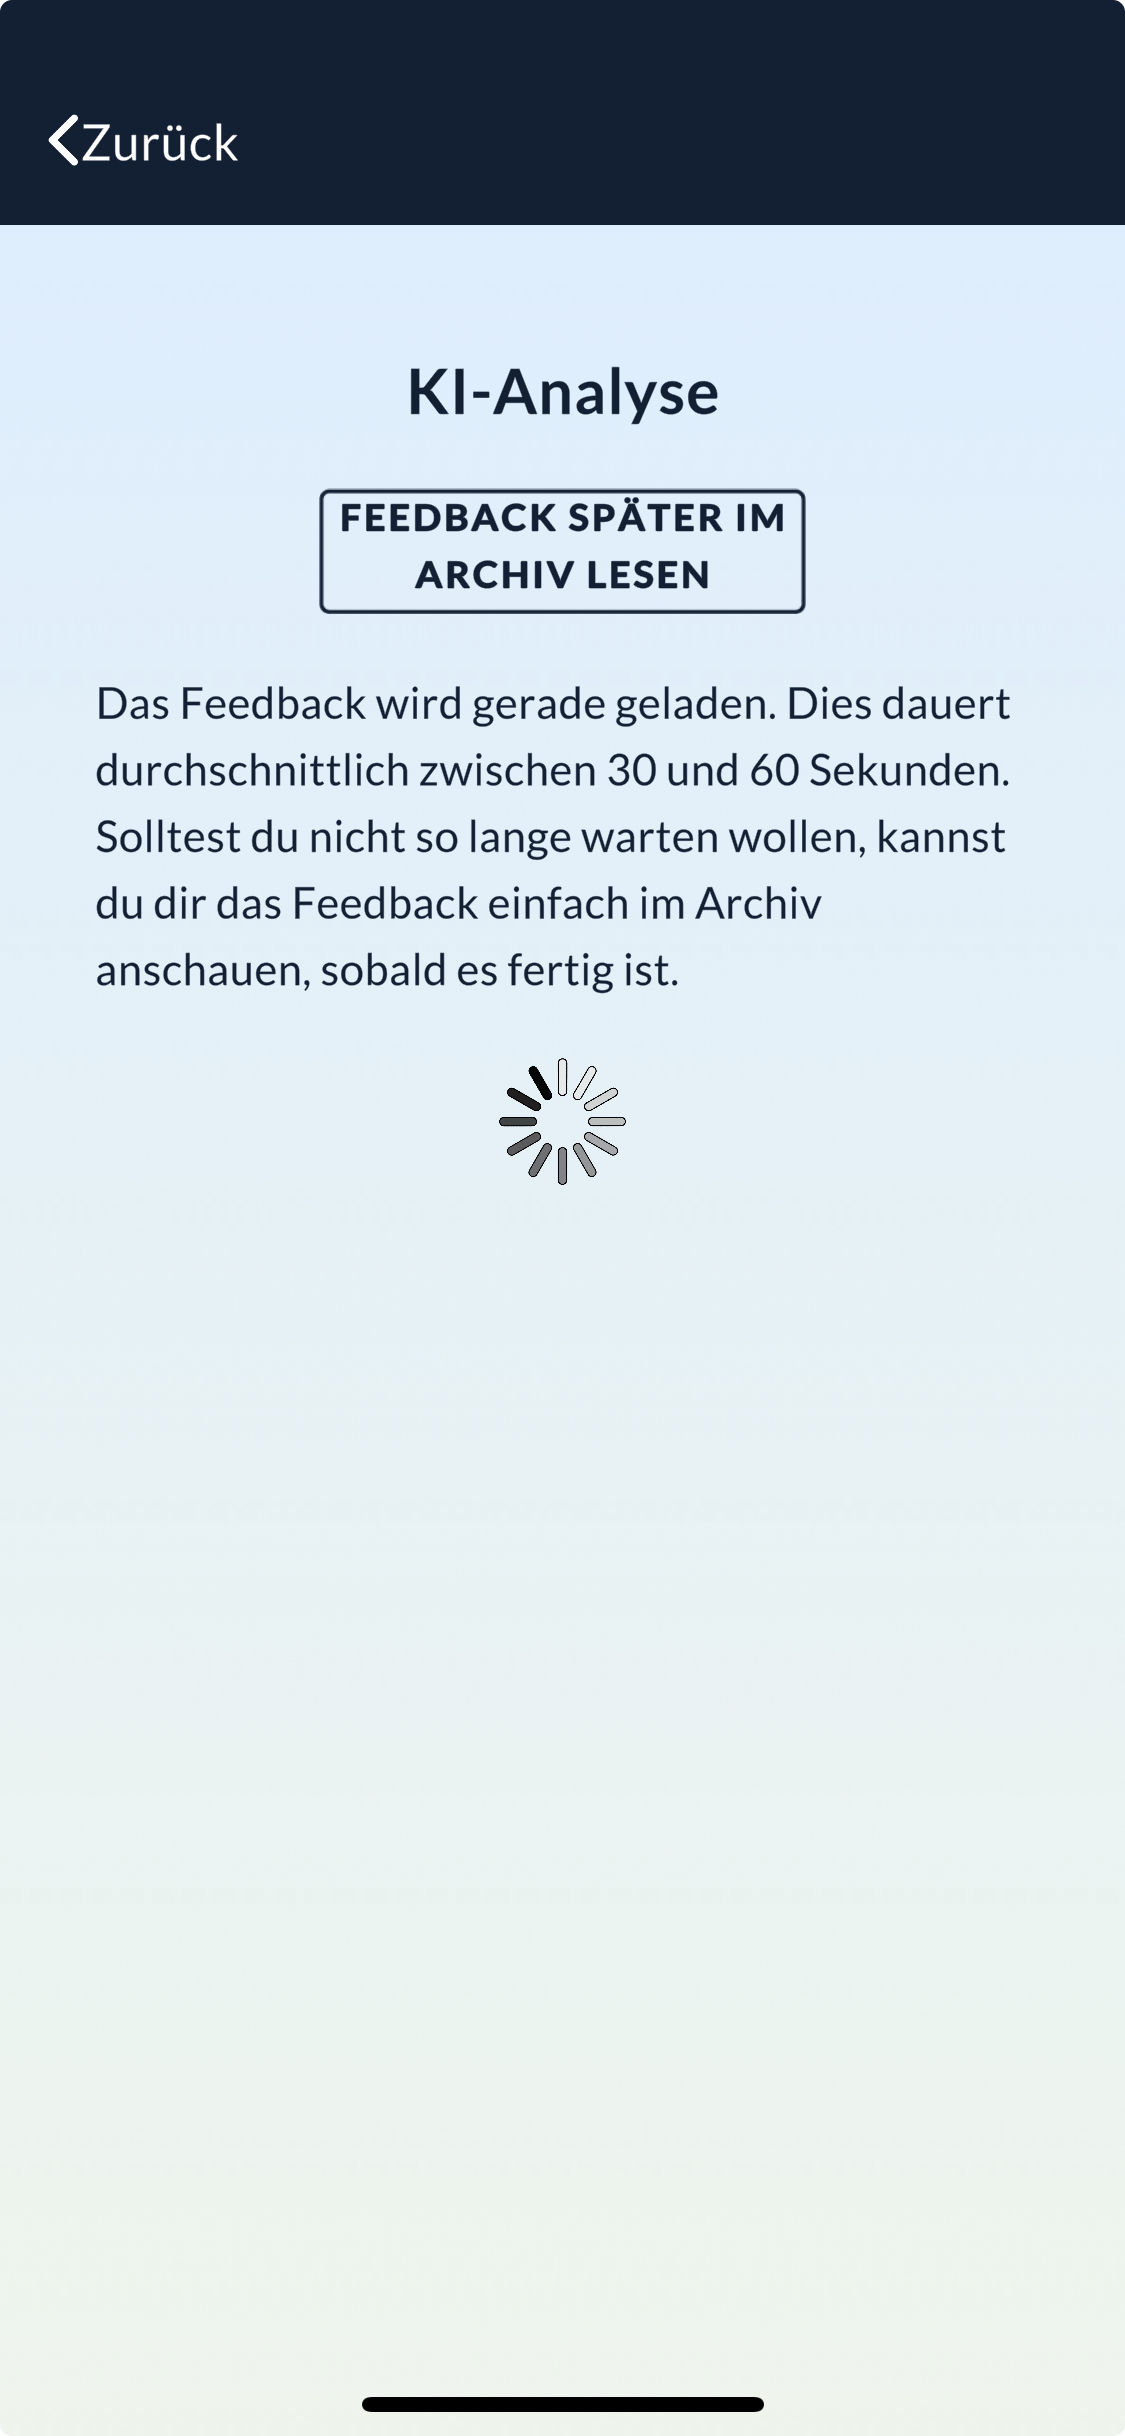 Zurück
KI-Analyse
FEEDBACK SPÄTER IM
ARCHIV LESEN
Das Feedback wird gerade geladen. Dies dauert
durchschnittlich zwischen 30 und 60 Sekunden.
Solltest du nicht so lange warten wollen, kannst
du dir das Feedback einfach im Archiv
anschauen, sobald es fertig ist.